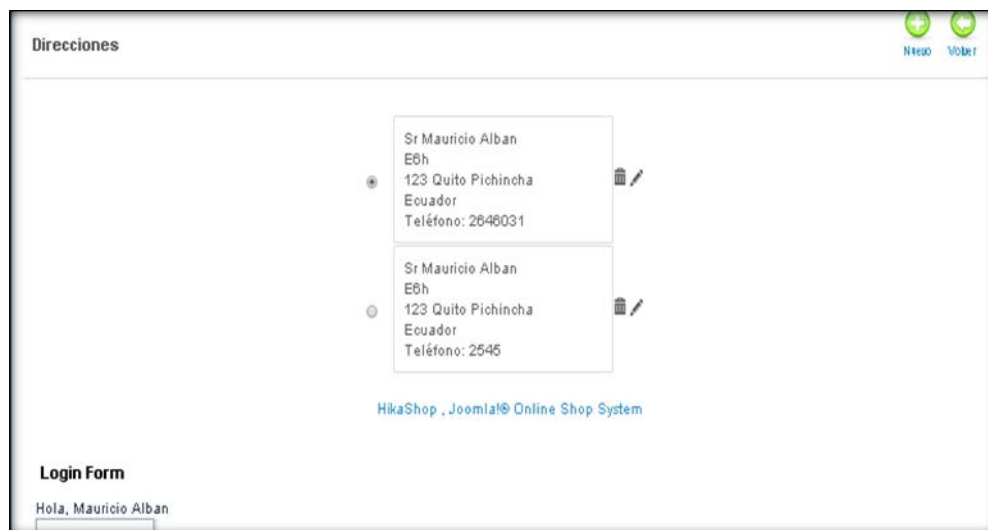 Direcciones
Nuevo Volver
Sr Mauricio Alban
E6h
123 Quito Pichincha
Ecuador
Teléfono: 2646031
Sr Mauricio Alban
E6h
123 Quito Pichincha
Ecuador
Teléfono: 2545
HikaShop , Joomla!® Online Shop System
Login Form
Hola, Mauricio Alban